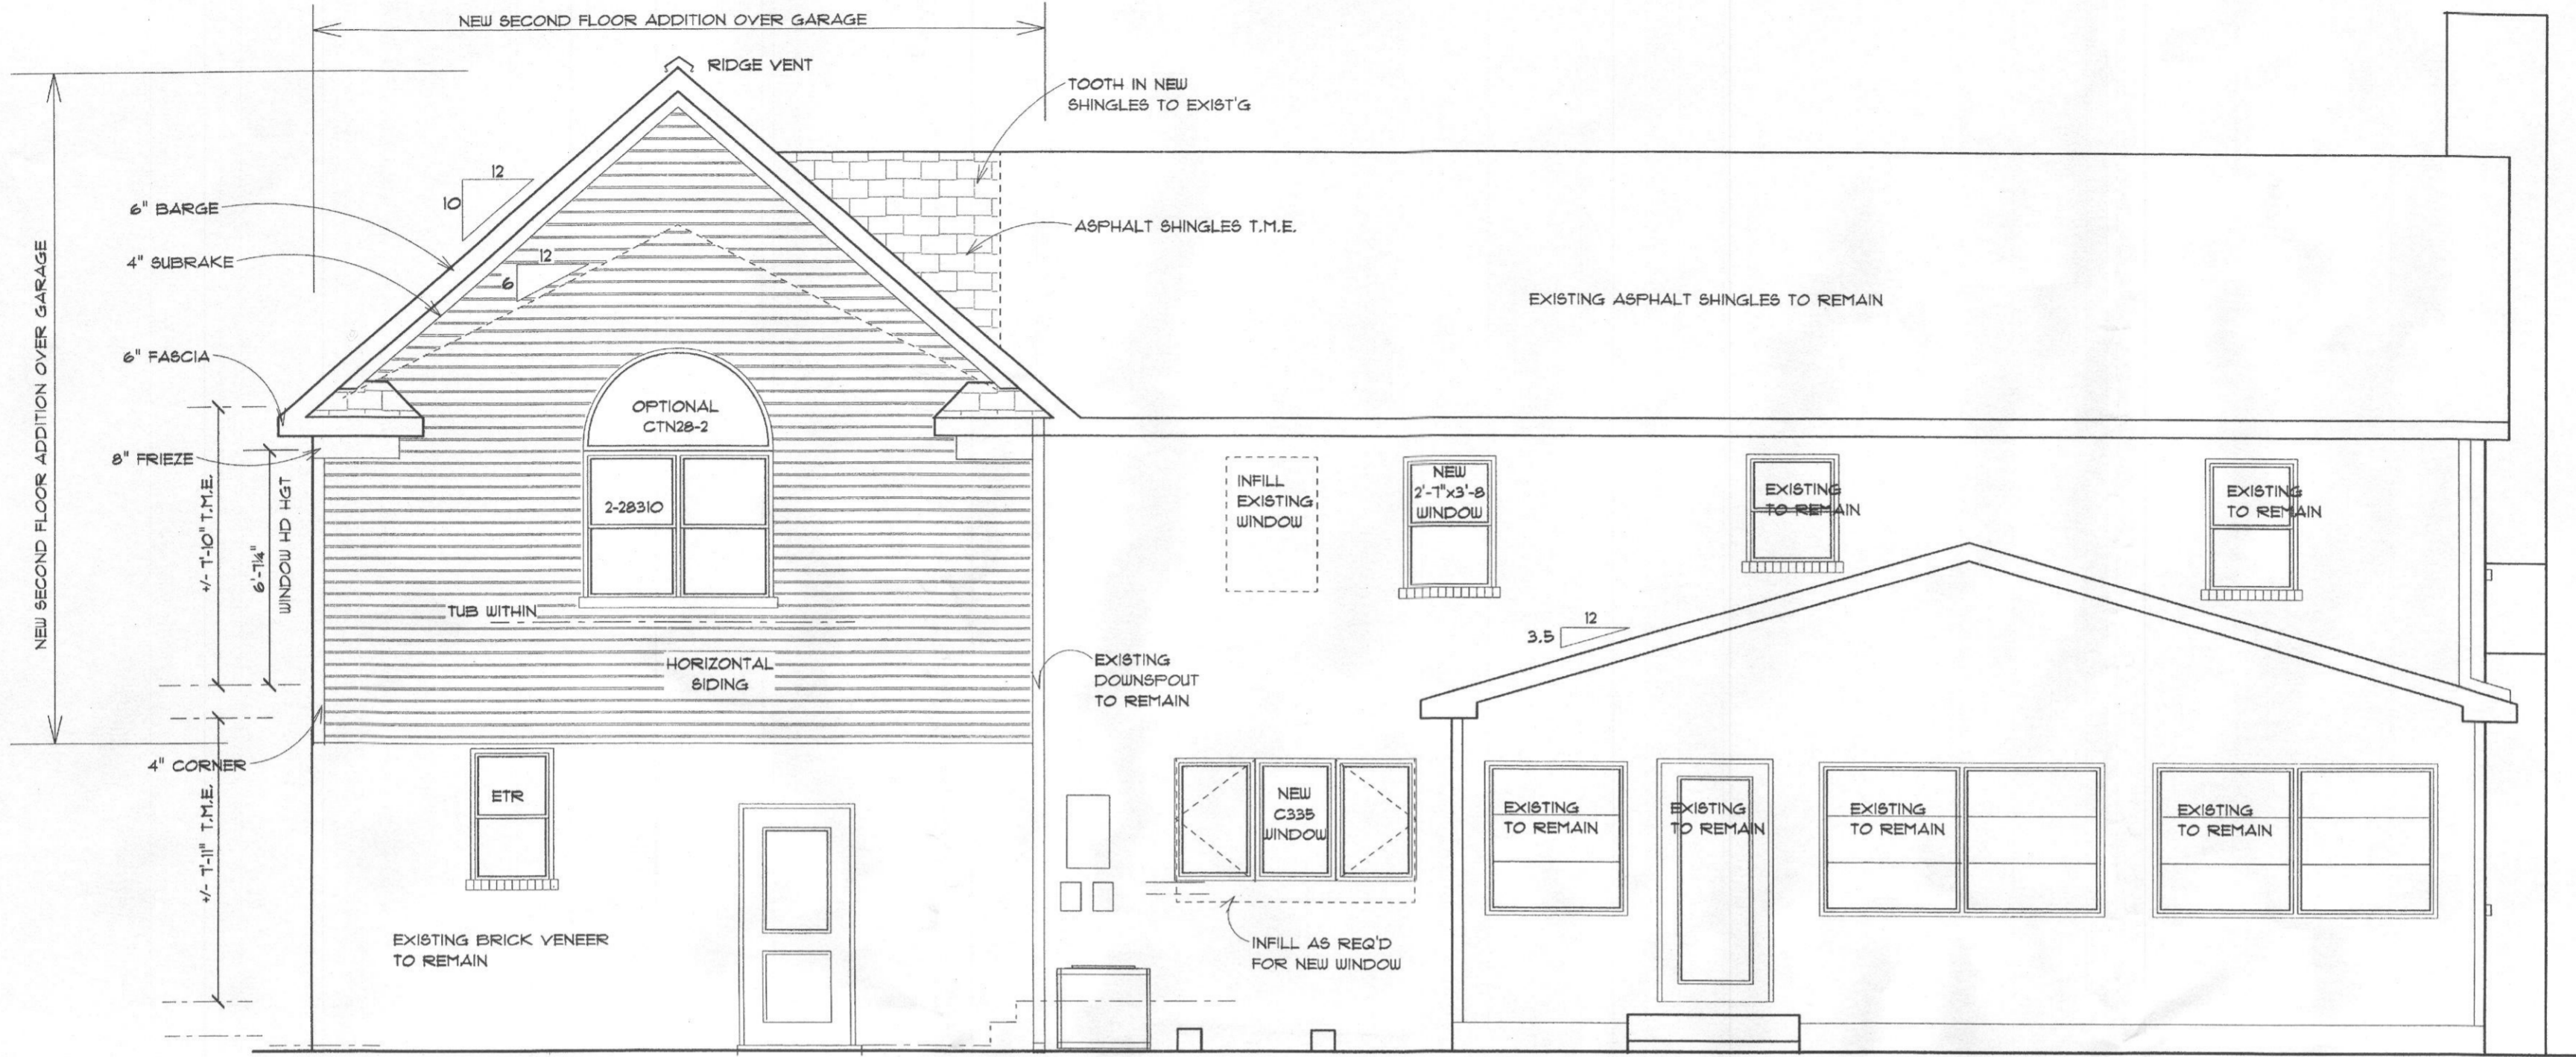 NEW SECOND FLOOR ADDITION OVER GARAGE
RIDGE VENT
TOOTH IN NEW
SHINGLES TO EXIST'G
12
10
6" BARGE
ASPHALT SHINGLES T.M.E.
4" SUBRAKE
12
6
NEW SECOND FLOOR ADDITION OVER GARAGE
EXISTING ASPHALT SHINGLES TO REMAIN
6" FASCIA
OPTIONAL
CTN28-2
8" FRIEZE
+/- 7'-10" T.M.E.
6'-7¼"
WINDOW HD HGT
2-28310
INFILL
EXISTING
WINDOW
NEW
2'-7"x3'-8
WINDOW
EXISTING
TO REMAIN
EXISTING
TO REMAIN
TUB WITHIN
12
3.5
HORIZONTAL
SIDING
EXISTING
DOWNSPOUT
TO REMAIN
4" CORNER
+/- 7'-11" T.M.E.
ETR
NEW
C335
WINDOW
EXISTING
TO REMAIN
EXISTING
TO REMAIN
EXISTING
TO REMAIN
EXISTING
TO REMAIN
EXISTING BRICK VENEER
TO REMAIN
INFILL AS REQ'D
FOR NEW WINDOW